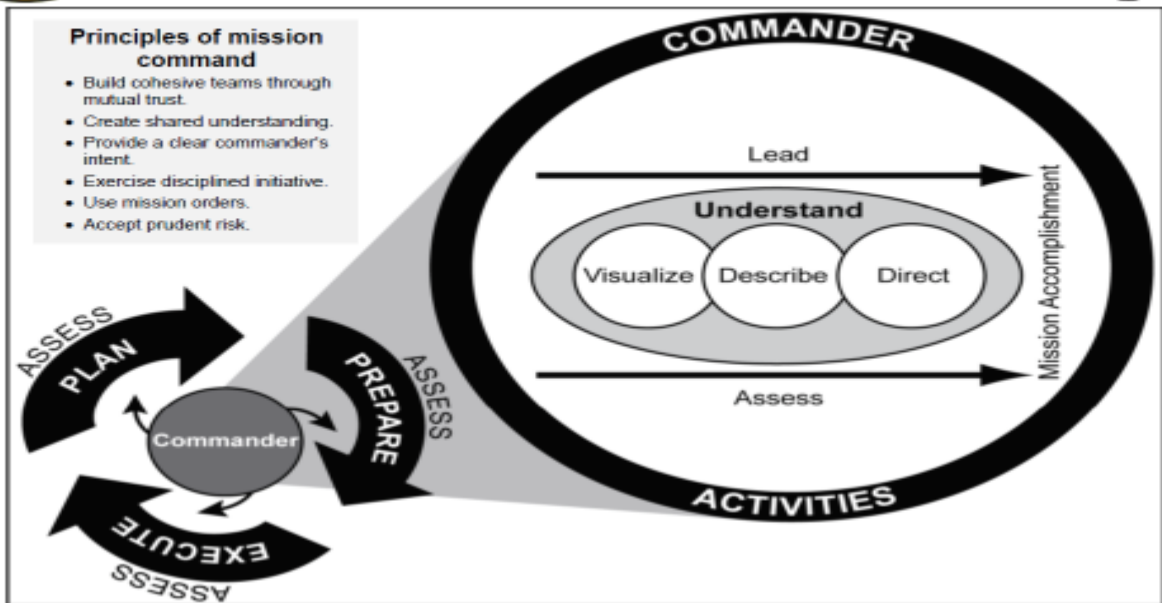 Principles of mission
command
• Build cohesive teams through
mutual trust.
• Create shared understanding.
• Provide a clear commander's
intent.
• Exercise disciplined initiative.
• Use mission orders.
• Accept prudent risk.
COMMANDER
Lead
Understand
Visualize Describe Direct
Assess
Mission Accomplishment
ACTIVITIES
ASSESS
PLAN
ASSESS
PREPARE
Commander
EXECUTE
ASSESS